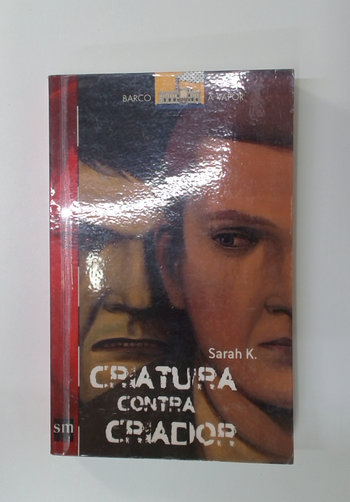 BARCO A VAPOR
Sarah K.
CRIATURA
CONTRA
CRIADOR
sm